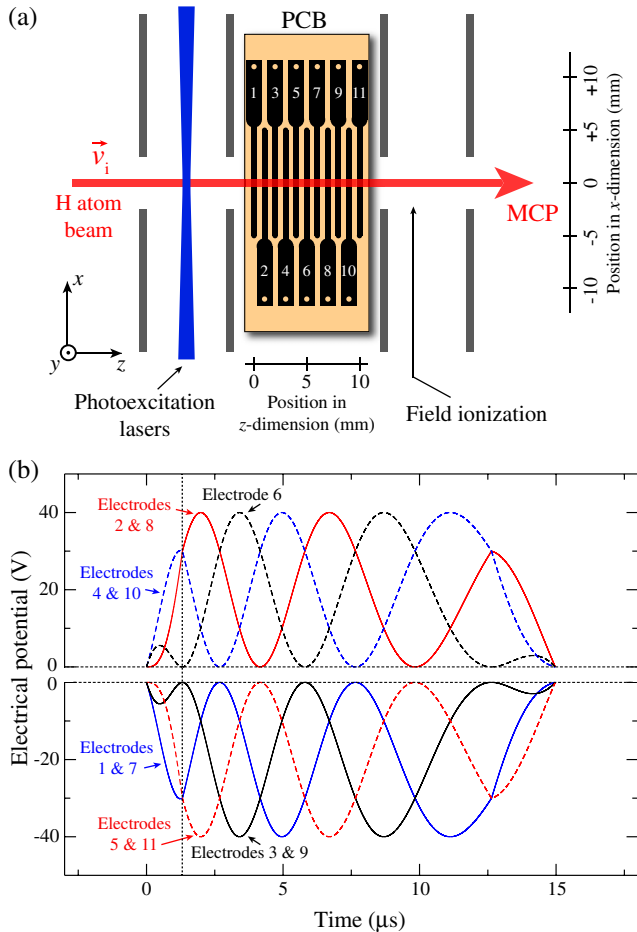 (a)
PCB
1 3 5 7 9 11
2 4 6 8 10
v⃗i
H atom
beam
MCP
x
y
z
Photoexcitation
lasers
0 5 10
Position in
z-dimension (mm)
Field ionization
+10
+5
0
-5
-10
Position in x-dimension (mm)
(b)
Electrical potential (V)
40
20
0
0
-20
-40
Electrodes
2 & 8
Electrode 6
Electrodes
4 & 10
Electrodes
1 & 7
Electrodes
5 & 11
Electrodes 3 & 9
0 5 10 15
Time (μs)